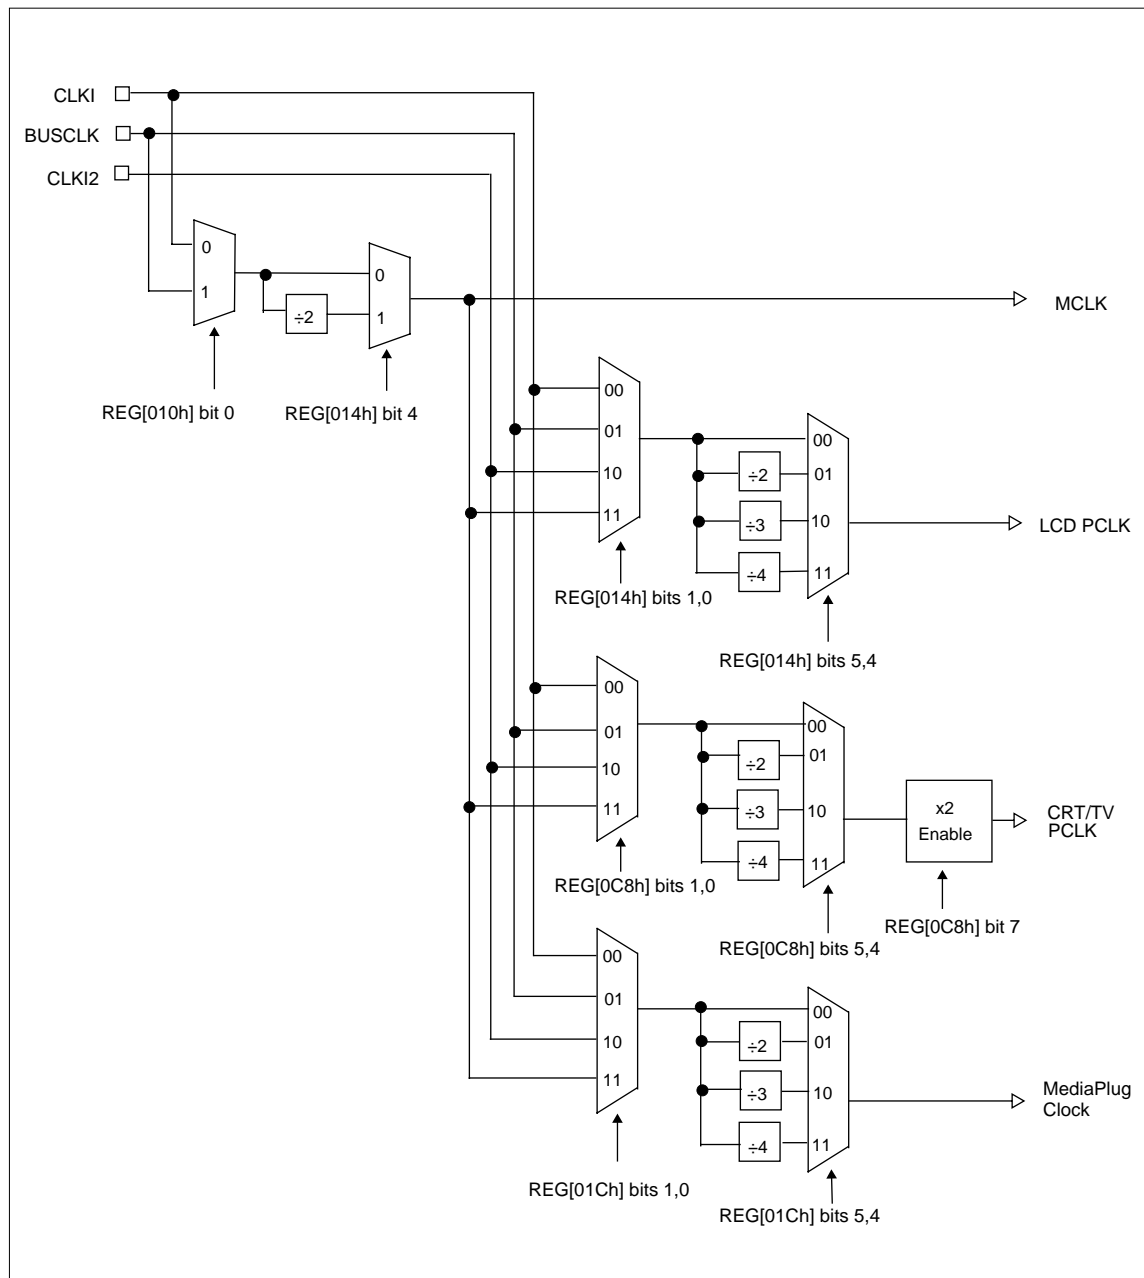 CLKI
BUSCLK
CLKI2
0
1
÷2
0
1
MCLK
REG[010h] bit 0
REG[014h] bit 4
00
01
10
11
REG[014h] bits 1,0
÷2
÷3
÷4
00
01
10
11
LCD PCLK
REG[014h] bits 5,4
00
01
10
11
REG[0C8h] bits 1,0
÷2
÷3
÷4
00
01
10
11
REG[0C8h] bits 5,4
x2
Enable
REG[0C8h] bit 7
CRT/TV
PCLK
00
01
10
11
REG[01Ch] bits 1,0
÷2
÷3
÷4
00
01
10
11
REG[01Ch] bits 5,4
MediaPlug
Clock